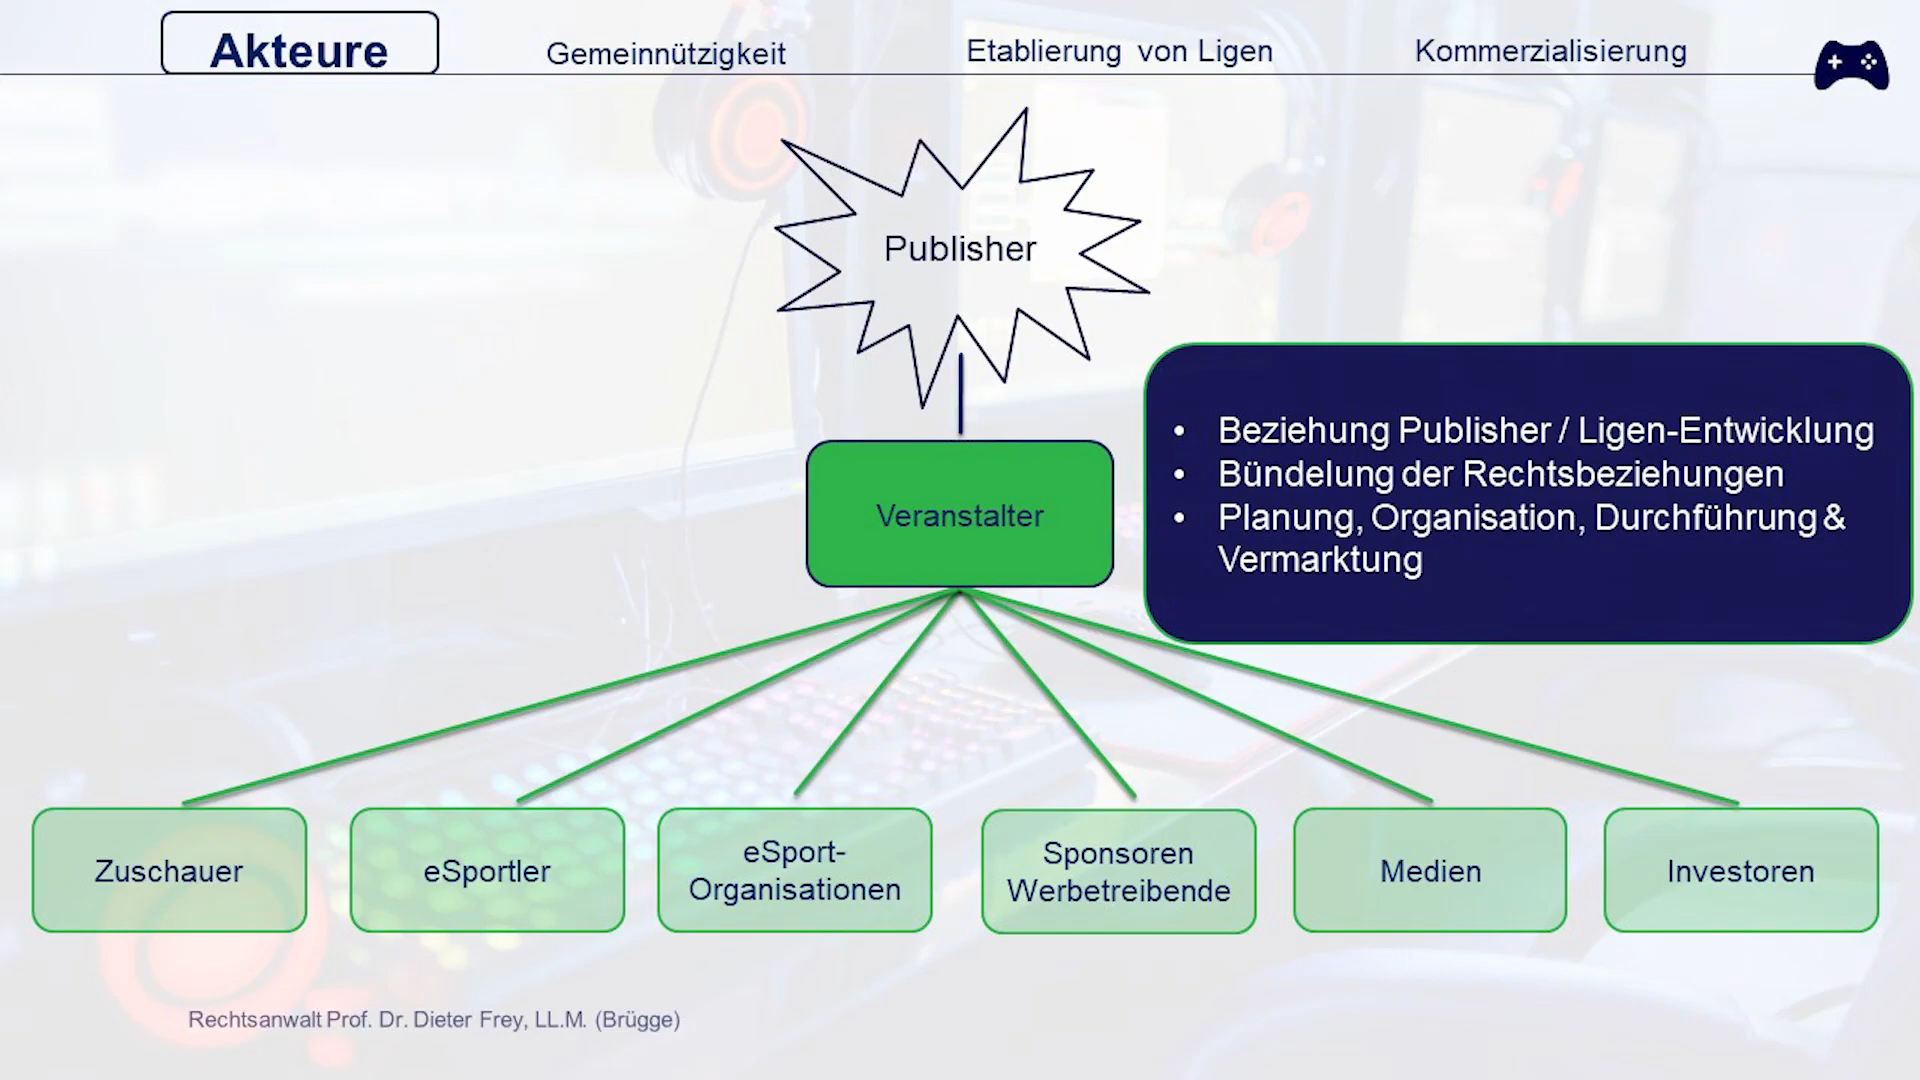 Akteure
Gemeinnützigkeit
Etablierung von Ligen
Kommerzialisierung
Publisher
Veranstalter
• Beziehung Publisher / Ligen-Entwicklung
• Bündelung der Rechtsbeziehungen
• Planung, Organisation, Durchführung &
Vermarktung
Zuschauer
eSportler
eSport-
Organisationen
Sponsoren
Werbetreibende
Medien
Investoren
Rechtsanwalt Prof. Dr. Dieter Frey, LL.M. (Brügge)